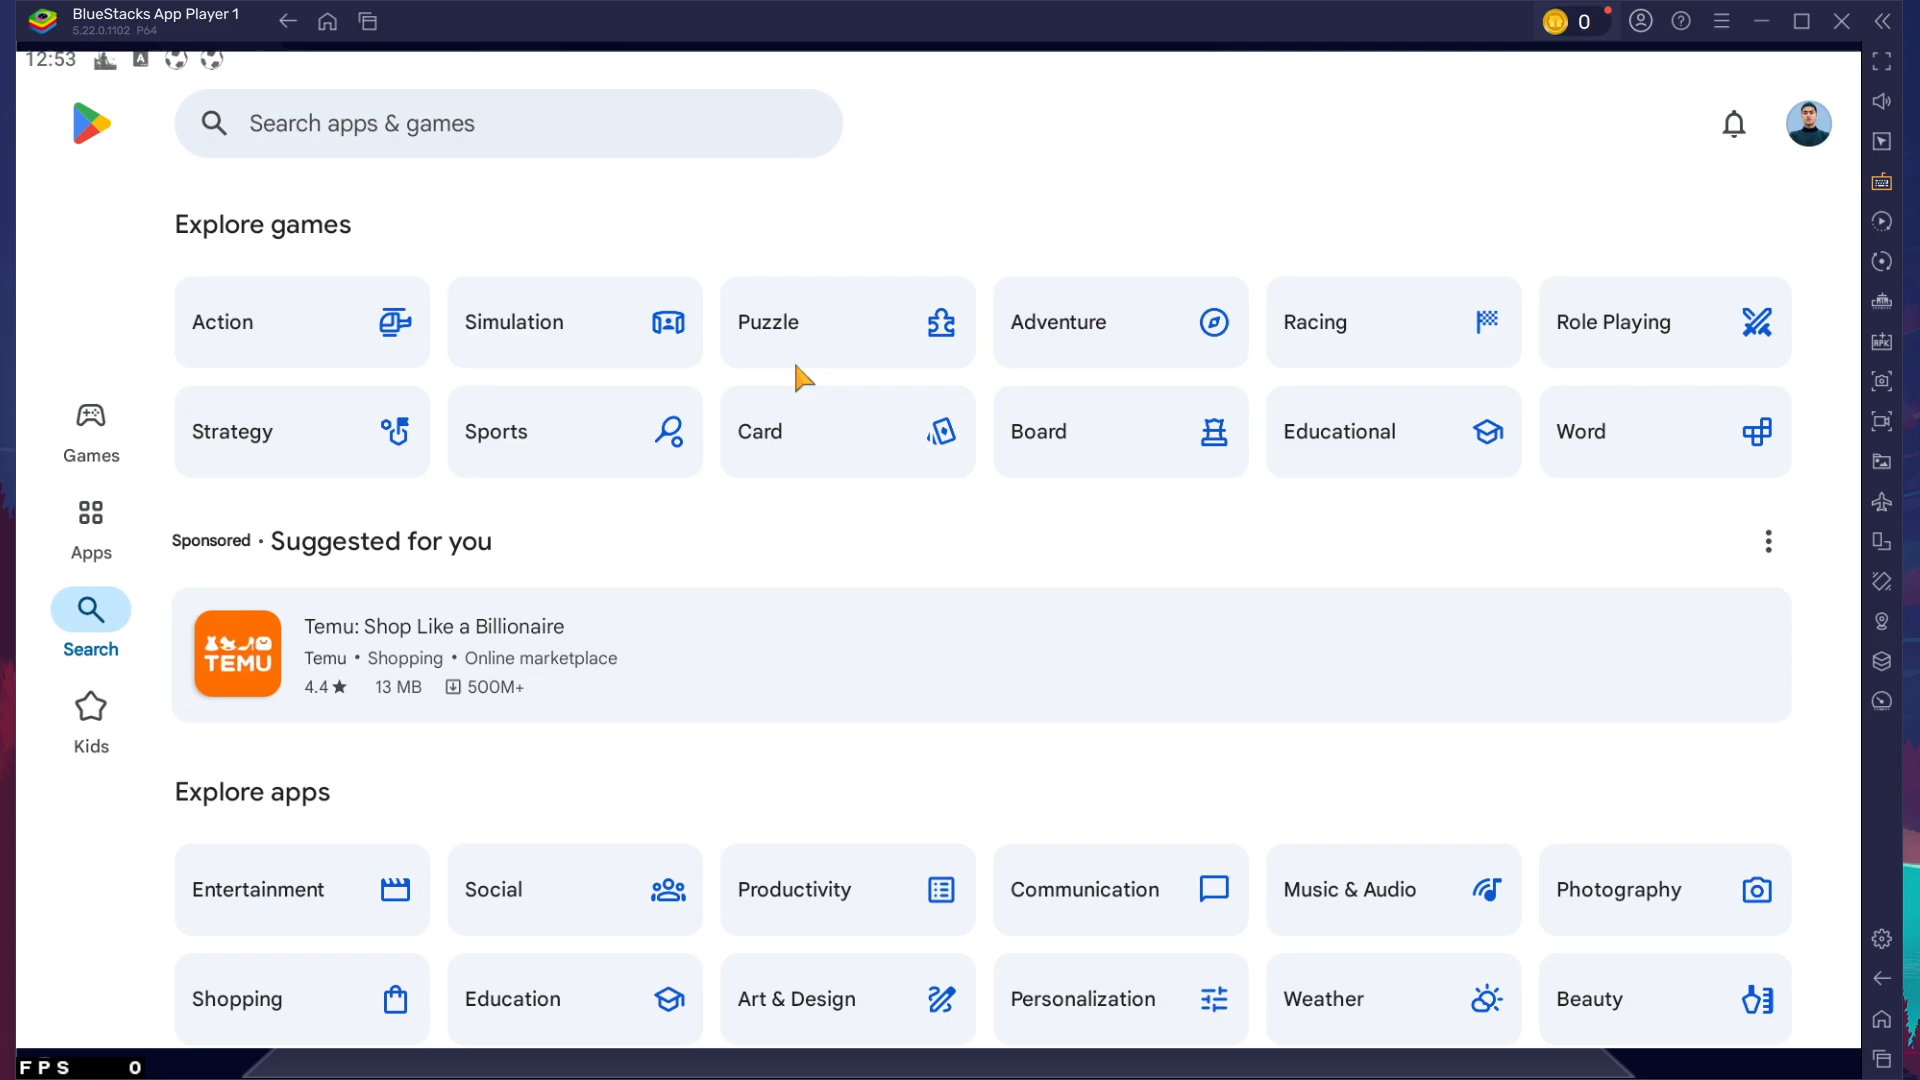 BlueStacks App Player 1
5.22.0.1102 P64
0
12:53
A
Search apps & games
Explore games
Action
Simulation
Puzzle
Adventure
Racing
Role Playing
Strategy
Sports
Card
Board
Educational
Word
Games
Apps
Search
Kids
Sponsored · Suggested for you
TEMU
Temu: Shop Like a Billionaire
Temu • Shopping • Online marketplace
4.4★ 13 MB 500M+
Explore apps
Entertainment
Social
Productivity
Communication
Music & Audio
Photography
Shopping
Education
Art & Design
Personalization
Weather
Beauty
FPS 0